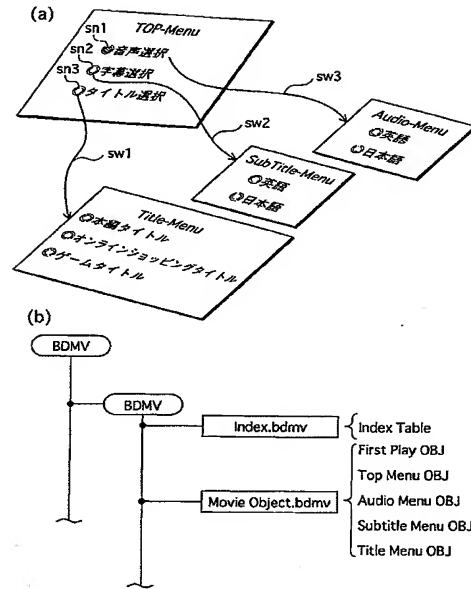 (a)
TOP-Menu
sn1
音声選択
sn2
字幕選択
sn3
タイトル選択
sw3
sw2
sw1
Audio-Menu
英語
日本語
SubTitle-Menu
英語
日本語
Title-Menu
本編タイトル
オンラインショッピングタイトル
ゲームタイトル
(b)
BDMV
BDMV
Index.bdmv
Index Table
First Play OBJ
Top Menu OBJ
Movie Object.bdmv
Audio Menu OBJ
Subtitle Menu OBJ
Title Menu OBJ